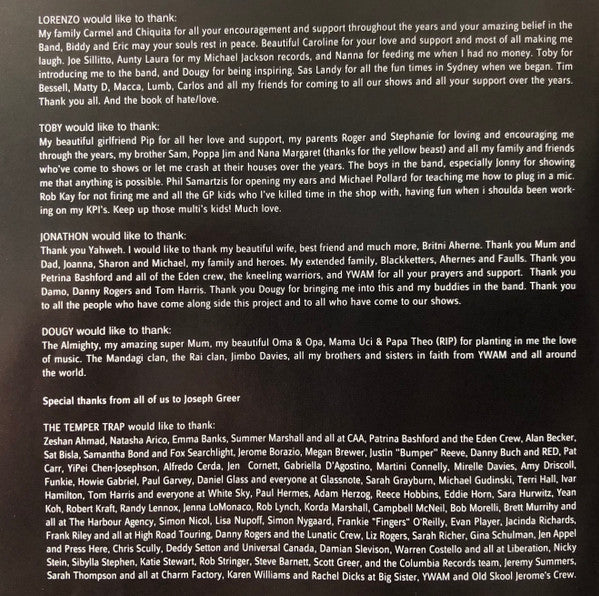 LORENZO would like to thank:
My family Carmel and Chiquita for all your encouragement and support throughout the years and your amazing belief in the
Band, Biddy and Eric may your souls rest in peace. Beautiful Caroline for your love and support and most of all making me
laugh. Joe Sillitto, Aunty Laura for my Michael Jackson records, and Nanna for feeding me when I had no money. Toby for
introducing me to the band, and Dougy for being inspiring. Sas Landy for all the fun times in Sydney when we began. Tim
Bessell, Matty D, Macca, Lumb, Carlos and all my friends for coming to all our shows and all your support over the years.
Thank you all. And the book of hate/love.
TOBY would like to thank:
My beautiful girlfriend Pip for all her love and support, my parents Roger and Stephanie for loving and encouraging me
through the years, my brother Sam, Poppa Jim and Nana Margaret (thanks for the yellow beast) and all my family and friends
who've come to shows or let me crash at their houses over the years. The boys in the band, especially Jonny for showing
me that anything is possible. Phil Samartzis for opening my ears and Michael Pollard for teaching me how to plug in a mic.
Rob Kay for not firing me and all the GP kids who I've killed time in the shop with, having fun when i shoulda been work-
ing on my KPI's. Keep up those multi's kids! Much love.
JONATHON would like to thank:
Thank you Yahweh. I would like to thank my beautiful wife, best friend and much more, Britni Aherne. Thank you Mum and
Dad, Joanna, Sharon and Michael, my family and heroes. My extended family, Blackketters, Ahernes and Faulls. Thank you
Petrina Bashford and all of the Eden crew, the kneeling warriors, and YWAM for all your prayers and support. Thank you
Damo, Danny Rogers and Tom Harris. Thank you Dougy for bringing me into this and my buddies in the band. Thank you
to all the people who have come along side this project and to all who have come to our shows.
DOUGY would like to thank:
The Almighty, my amazing super Mum, my beautiful Oma & Opa, Mama Uci & Papa Theo (RIP) for planting in me the love
of music. The Mandagi clan, the Rai clan, Jimbo Davies, all my brothers and sisters in faith from YWAM and all around
the world.
Special thanks from all of us to Joseph Greer
THE TEMPER TRAP would like to thank:
Zeshan Ahmad, Natasha Arico, Emma Banks, Summer Marshall and all at CAA, Patrina Bashford and the Eden Crew, Alan Becker,
Sat Bisla, Samantha Bond and Fox Searchlight, Jerome Borazio, Megan Brewer, Justin "Bumper" Reeve, Danny Buch and RED, Pat
Carr, YiPei Chen-Josephson, Alfredo Cerda, Jen Cornett, Gabriella D'Agostino, Martini Connelly, Mirelle Davies, Amy Driscoll,
Funkie, Howie Gabriel, Paul Garvey, Daniel Glass and everyone at Glassnote, Sarah Grayburn, Michael Gudinski, Terri Hall, Ivar
Hamilton, Tom Harris and everyone at White Sky, Paul Hermes, Adam Herzog, Reece Hobbins, Eddie Horn, Sara Hurwitz, Yean
Koh, Robert Kraft, Randy Lennox, Jenna LoMonaco, Rob Lynch, Korda Marshall, Campbell McNeil, Bob Morelli, Brett Murrihy and
all at The Harbour Agency, Simon Nicol, Lisa Nupoff, Simon Nygaard, Frankie "Fingers" O'Reilly, Evan Player, Jacinda Richards,
Frank Riley and all at High Road Touring, Danny Rogers and the Lunatic Crew, Liz Rogers, Sarah Richer, Gina Schulman, Jen Appel
and Press Here, Chris Scully, Deddy Setton and Universal Canada, Damian Slevison, Warren Costello and all at Liberation, Nicky
Stein, Sibylla Stephen, Katie Stewart, Rob Stringer, Steve Barnett, Scott Greer, and the Columbia Records team, Jeremy Summers,
Sarah Thompson and all at Charm Factory, Karen Williams and Rachel Dicks at Big Sister, YWAM and Old Skool Jerome's Crew.